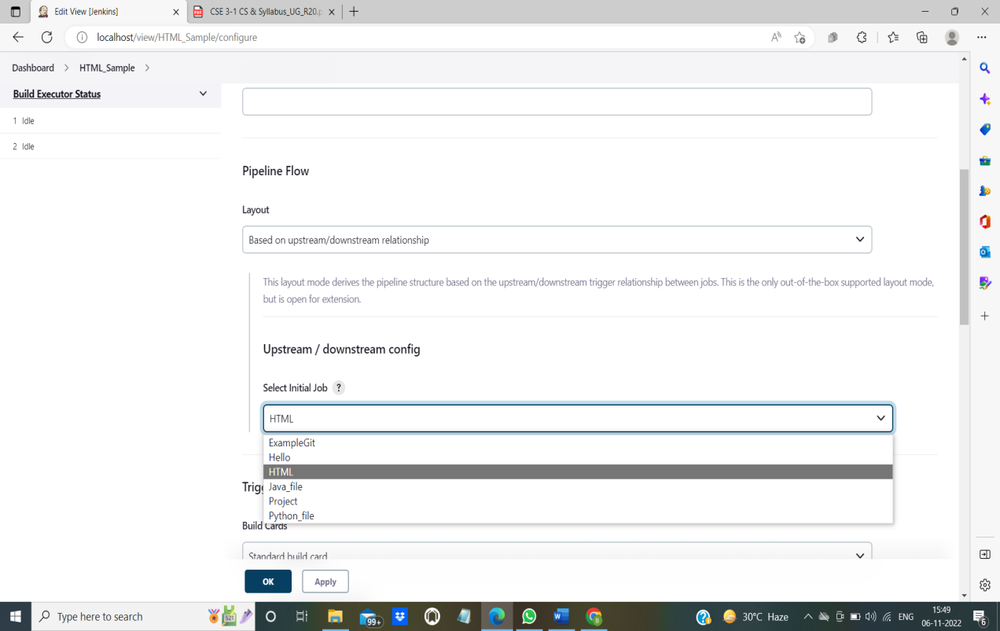 Edit View [Jenkins]
CSE 3-1 CS & Syllabus_UG_R20.p
localhost/view/HTML_Sample/configure
Dashboard > HTML_Sample >
Build Executor Status
1 Idle
2 Idle
Pipeline Flow
Layout
Based on upstream/downstream relationship
This layout mode derives the pipeline structure based on the upstream/downstream trigger relationship between jobs. This is the only out-of-the-box supported layout mode,
but is open for extension.
Upstream / downstream config
Select Initial Job ?
HTML
ExampleGit
Hello
HTML
Java_file
Project
Python_file
Trigg
Build Cards
Standard build card
OK
Apply
Type here to search
99+
30°C Haze
ENG
15:49
06-11-2022
6